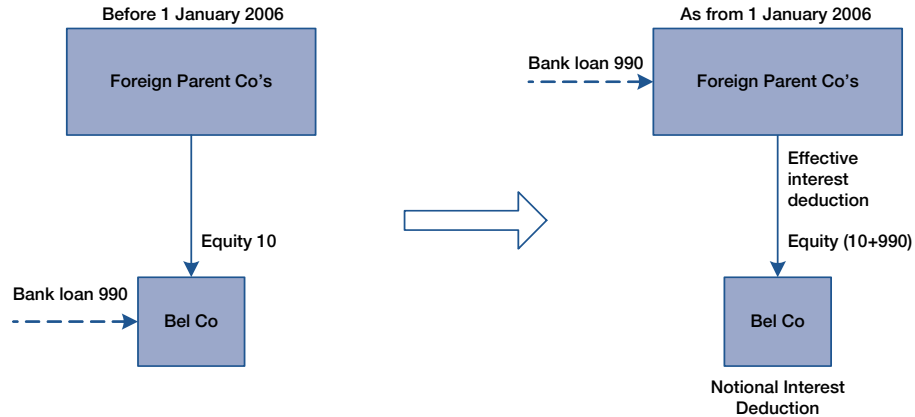 Before 1 January 2006
Foreign Parent Co's
Equity 10
Bank loan 990
Bel Co
As from 1 January 2006
Bank loan 990
Foreign Parent Co's
Effective
interest
deduction
Equity (10+990)
Bel Co
Notional Interest
Deduction